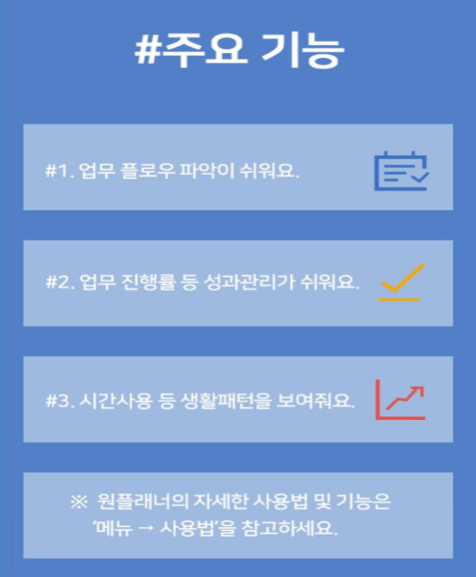 #주요 기능
#1. 업무 플로우 파악이 쉬워요.
#2. 업무 진행률 등 성과관리가 쉬워요.
#3. 시간사용 등 생활패턴을 보여줘요.
※ 원플래너의 자세한 사용법 및 기능은
'메뉴 → 사용법'을 참고하세요.